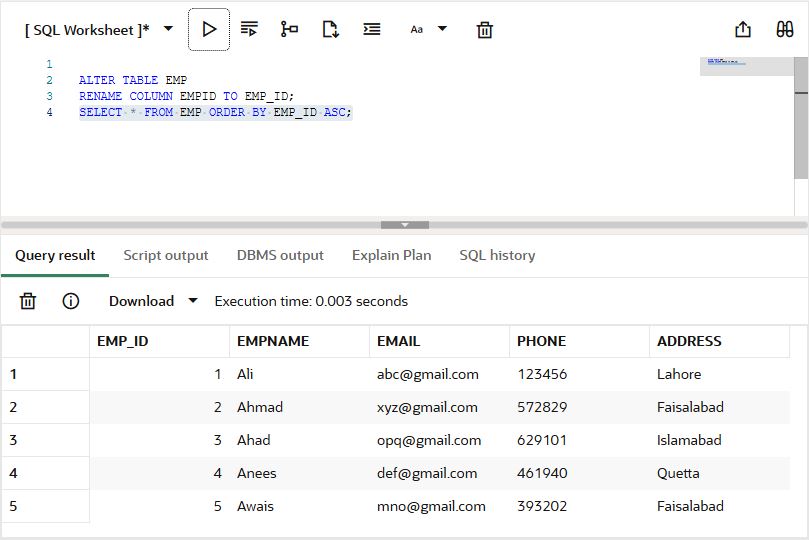 [ SQL Worksheet ]* Aa
1
2 ALTER TABLE EMP
3 RENAME COLUMN EMPID TO EMP_ID;
4 SELECT * FROM EMP ORDER BY EMP_ID ASC;
Query result Script output DBMS output Explain Plan SQL history
Download Execution time: 0.003 seconds
EMP_ID EMPNAME EMAIL PHONE ADDRESS
1 1 Ali abc@gmail.com 123456 Lahore
2 2 Ahmad xyz@gmail.com 572829 Faisalabad
3 3 Ahad opq@gmail.com 629101 Islamabad
4 4 Anees def@gmail.com 461940 Quetta
5 5 Awais mno@gmail.com 393202 Faisalabad